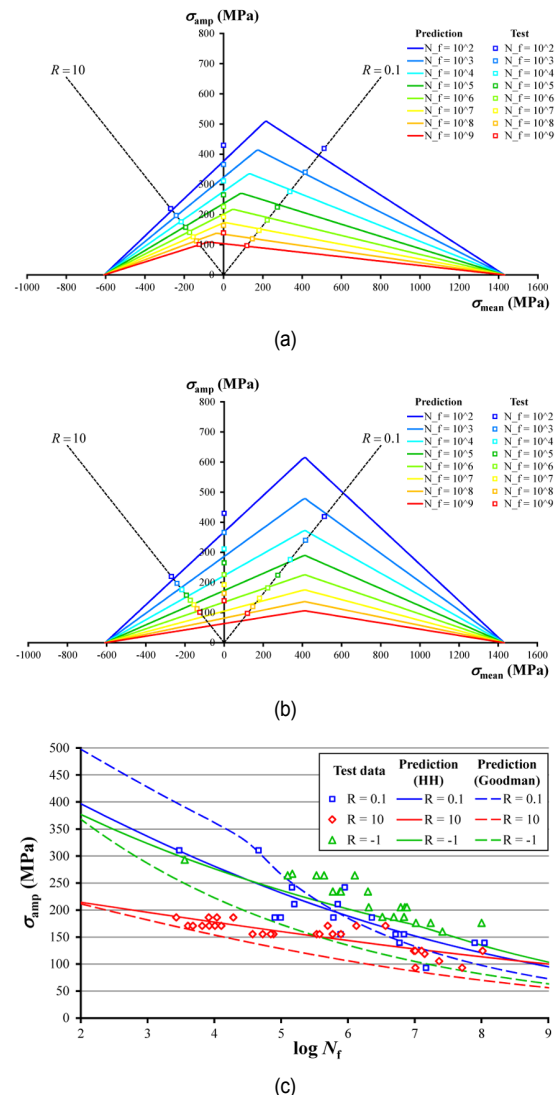 σamp (MPa)
800
700
600
500
400
300
200
100
0
-1000 -800 -600 -400 -200 0 200 400 600 800 1000 1200 1400 1600
σmean (MPa)
R = 10
R = 0.1
Prediction Test
N_f = 10^2 N_f = 10^2
N_f = 10^3 N_f = 10^3
N_f = 10^4 N_f = 10^4
N_f = 10^5 N_f = 10^5
N_f = 10^6 N_f = 10^6
N_f = 10^7 N_f = 10^7
N_f = 10^8 N_f = 10^8
N_f = 10^9 N_f = 10^9
(a)
σamp (MPa)
800
700
600
500
400
300
200
100
0
-1000 -800 -600 -400 -200 0 200 400 600 800 1000 1200 1400 1600
σmean (MPa)
R = 10
R = 0.1
Prediction Test
N_f = 10^2 N_f = 10^2
N_f = 10^3 N_f = 10^3
N_f = 10^4 N_f = 10^4
N_f = 10^5 N_f = 10^5
N_f = 10^6 N_f = 10^6
N_f = 10^7 N_f = 10^7
N_f = 10^8 N_f = 10^8
N_f = 10^9 N_f = 10^9
(b)
σamp (MPa)
500
450
400
350
300
250
200
150
100
50
0
2 3 4 5 6 7 8 9
log Nf
Test data Prediction (HH) Prediction (Goodman)
R = 0.1 R = 0.1 R = 0.1
R = 10 R = 10 R = 10
R = -1 R = -1 R = -1
(c)